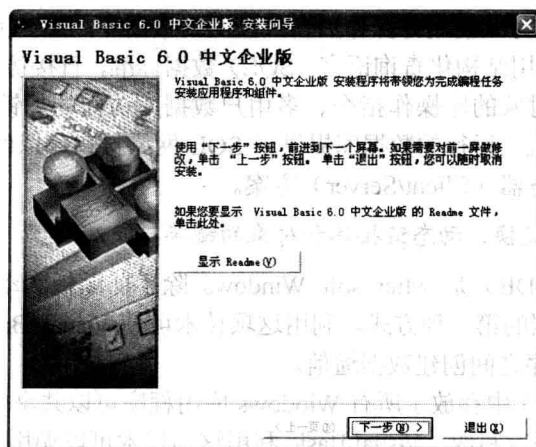 Visual Basic 6.0 中文企业版 安装向导
Visual Basic 6.0 中文企业版
Visual Basic 6.0 中文企业版 安装程序将带领您为完成编程任务
安装应用程序和组件。
使用“下一步”按钮，前进到下一个屏幕。如果需要对前一屏做修
改，单击 “上一步”按钮。 单击“退出”按钮，您可以随时取消
安装。
如果您要显示 Visual Basic 6.0 中文企业版 的 Readme 文件，
单击此处。
显示 Readme(V)
下一步(N) >
退出(X)